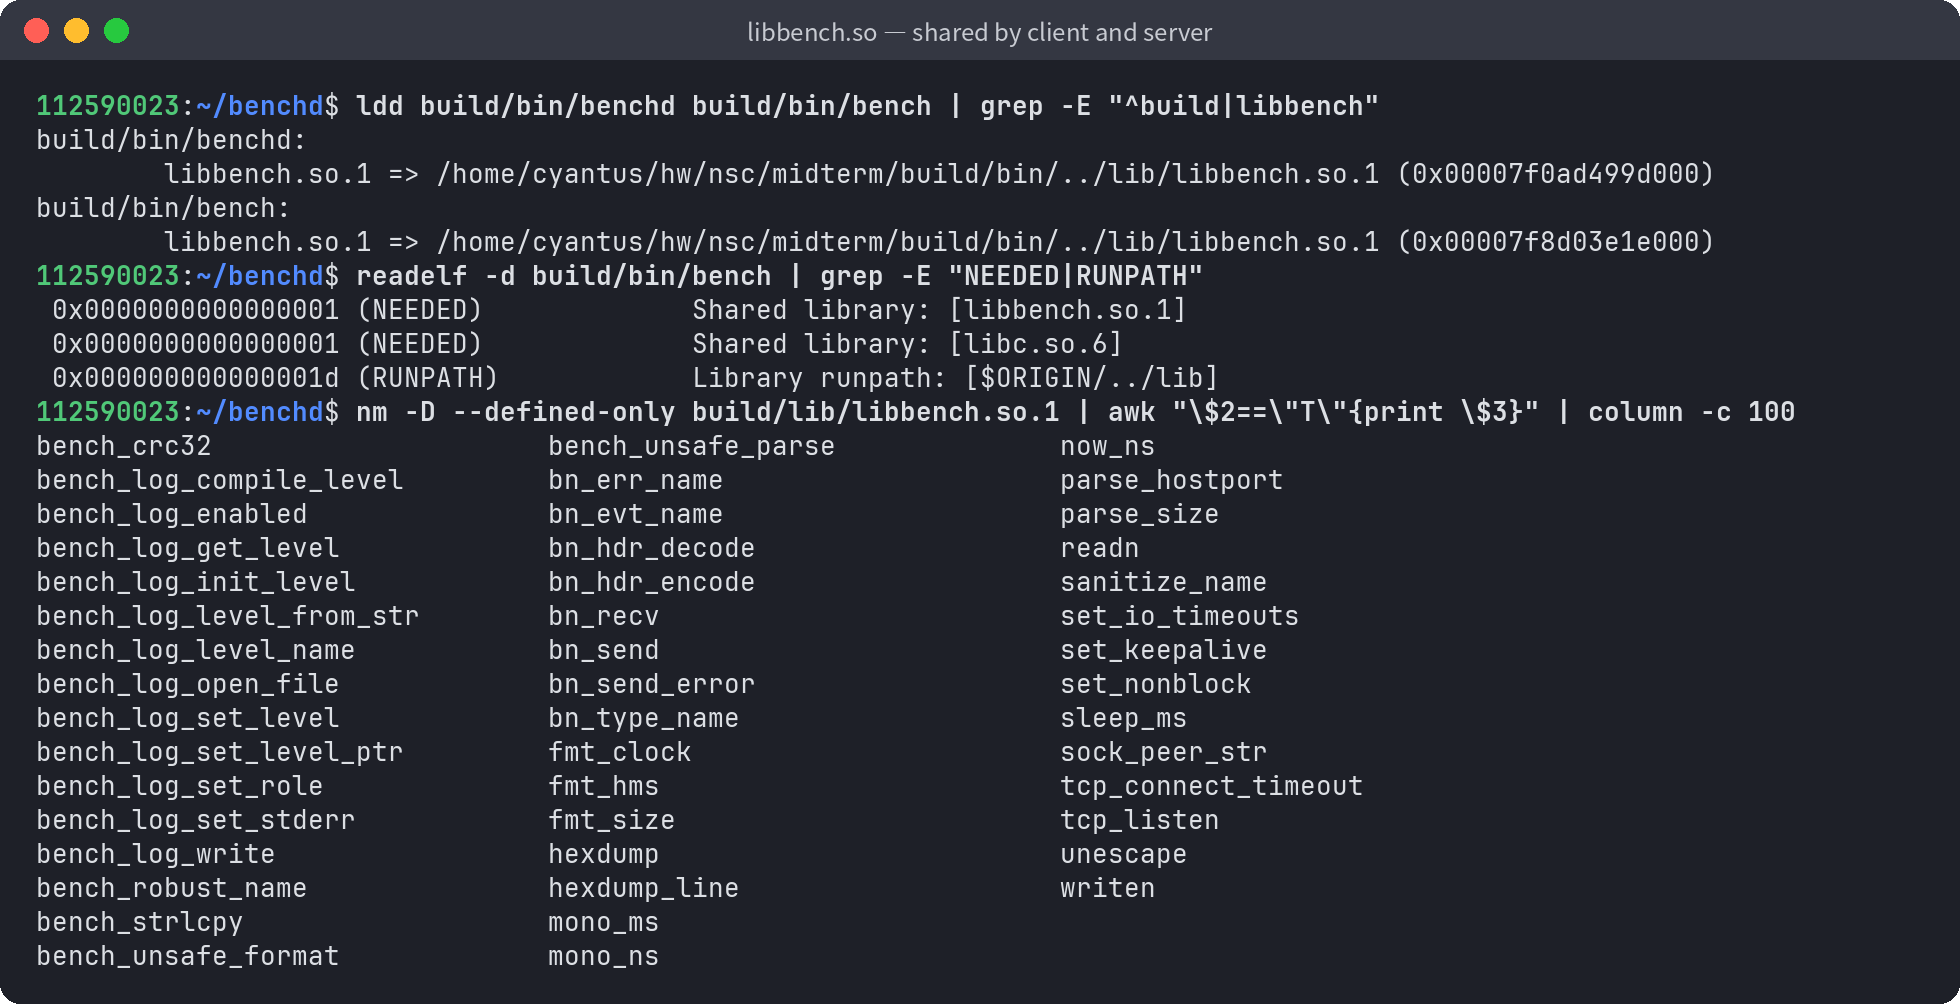 libbench.so — shared by client and server
112590023:~/benchd$ ldd build/bin/benchd build/bin/bench | grep -E "^build|libbench"
build/bin/benchd:
        libbench.so.1 => /home/cyantus/hw/nsc/midterm/build/bin/../lib/libbench.so.1 (0x00007f0ad499d000)
build/bin/bench:
        libbench.so.1 => /home/cyantus/hw/nsc/midterm/build/bin/../lib/libbench.so.1 (0x00007f8d03e1e000)
112590023:~/benchd$ readelf -d build/bin/bench | grep -E "NEEDED|RUNPATH"
 0x0000000000000001 (NEEDED)             Shared library: [libbench.so.1]
 0x0000000000000001 (NEEDED)             Shared library: [libc.so.6]
 0x000000000000001d (RUNPATH)            Library runpath: [$ORIGIN/../lib]
112590023:~/benchd$ nm -D --defined-only build/lib/libbench.so.1 | awk "\$2==\"T\"{print \$3}" | column -c 100
bench_crc32                     bench_unsafe_parse              now_ns
bench_log_compile_level         bn_err_name                     parse_hostport
bench_log_enabled               bn_evt_name                     parse_size
bench_log_get_level             bn_hdr_decode                   readn
bench_log_init_level            bn_hdr_encode                   sanitize_name
bench_log_level_from_str        bn_recv                         set_io_timeouts
bench_log_level_name            bn_send                         set_keepalive
bench_log_open_file             bn_send_error                   set_nonblock
bench_log_set_level             bn_type_name                    sleep_ms
bench_log_set_level_ptr         fmt_clock                       sock_peer_str
bench_log_set_role              fmt_hms                         tcp_connect_timeout
bench_log_set_stderr            fmt_size                        tcp_listen
bench_log_write                 hexdump                         unescape
bench_robust_name               hexdump_line                    writen
bench_strlcpy                   mono_ms
bench_unsafe_format             mono_ns